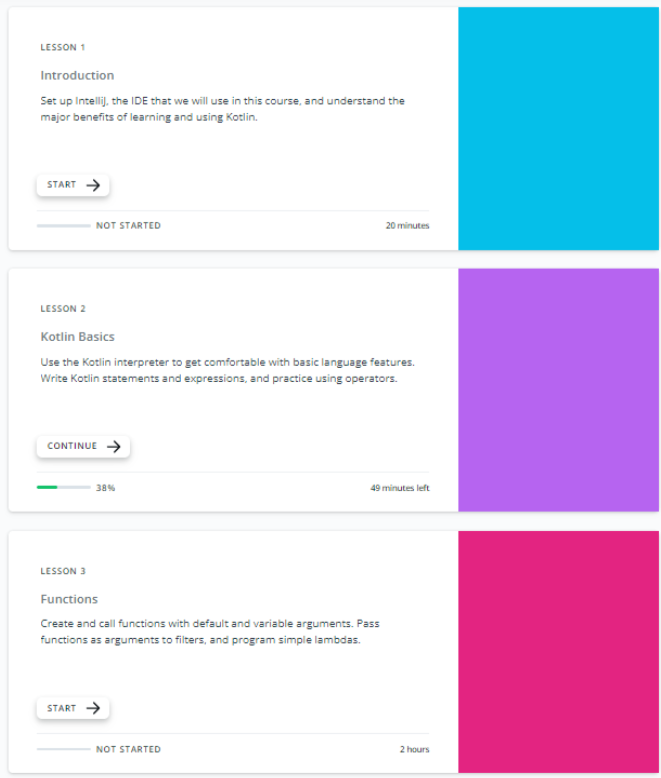 LESSON 1
Introduction
Set up IntelliJ, the IDE that we will use in this course, and understand the
major benefits of learning and using Kotlin.
START
NOT STARTED
20 minutes
LESSON 2
Kotlin Basics
Use the Kotlin interpreter to get comfortable with basic language features.
Write Kotlin statements and expressions, and practice using operators.
CONTINUE
38%
49 minutes left
LESSON 3
Functions
Create and call functions with default and variable arguments. Pass
functions as arguments to filters, and program simple lambdas.
START
NOT STARTED
2 hours